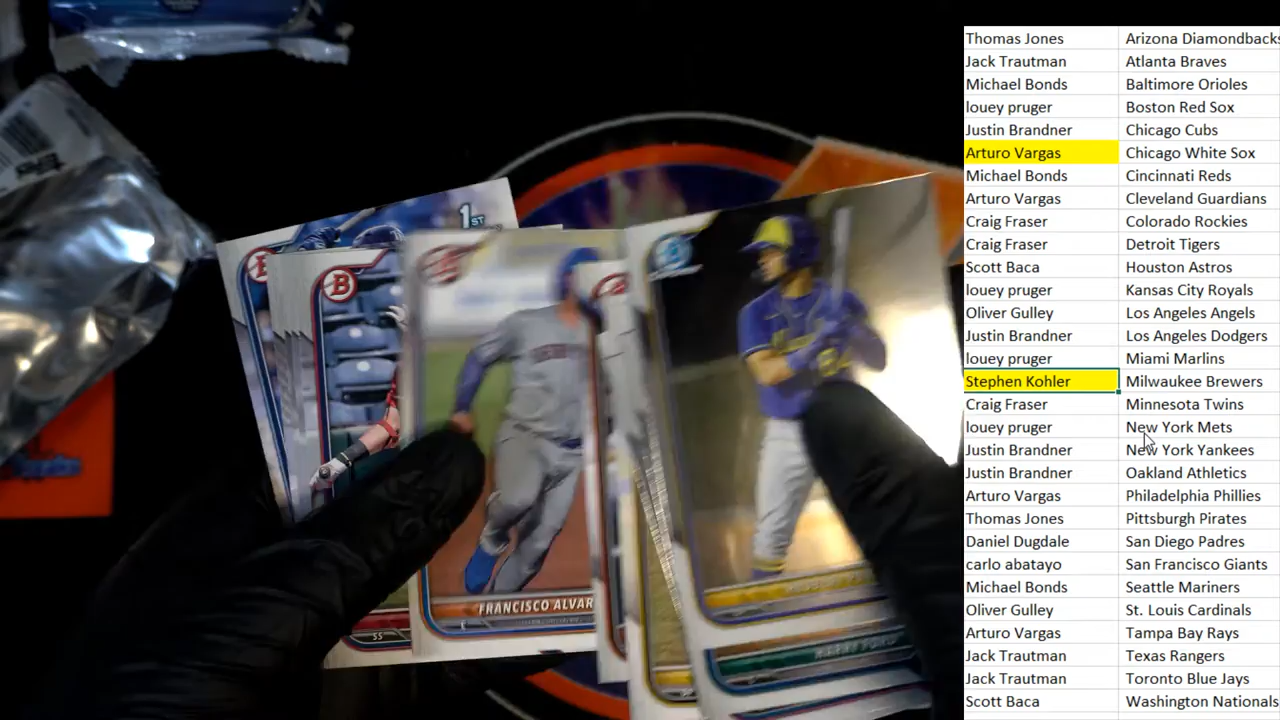 1ST
B
FRANCISCO ALVAR
SS
Thomas Jones Arizona Diamondbacks
Jack Trautman Atlanta Braves
Michael Bonds Baltimore Orioles
louey pruger Boston Red Sox
Justin Brandner Chicago Cubs
Arturo Vargas Chicago White Sox
Michael Bonds Cincinnati Reds
Arturo Vargas Cleveland Guardians
Craig Fraser Colorado Rockies
Craig Fraser Detroit Tigers
Scott Baca Houston Astros
louey pruger Kansas City Royals
Oliver Gulley Los Angeles Angels
Justin Brandner Los Angeles Dodgers
louey pruger Miami Marlins
Stephen Kohler Milwaukee Brewers
Craig Fraser Minnesota Twins
louey pruger New York Mets
Justin Brandner New York Yankees
Justin Brandner Oakland Athletics
Arturo Vargas Philadelphia Phillies
Thomas Jones Pittsburgh Pirates
Daniel Dugdale San Diego Padres
carlo abatayo San Francisco Giants
Michael Bonds Seattle Mariners
Oliver Gulley St. Louis Cardinals
Arturo Vargas Tampa Bay Rays
Jack Trautman Texas Rangers
Jack Trautman Toronto Blue Jays
Scott Baca Washington Nationals